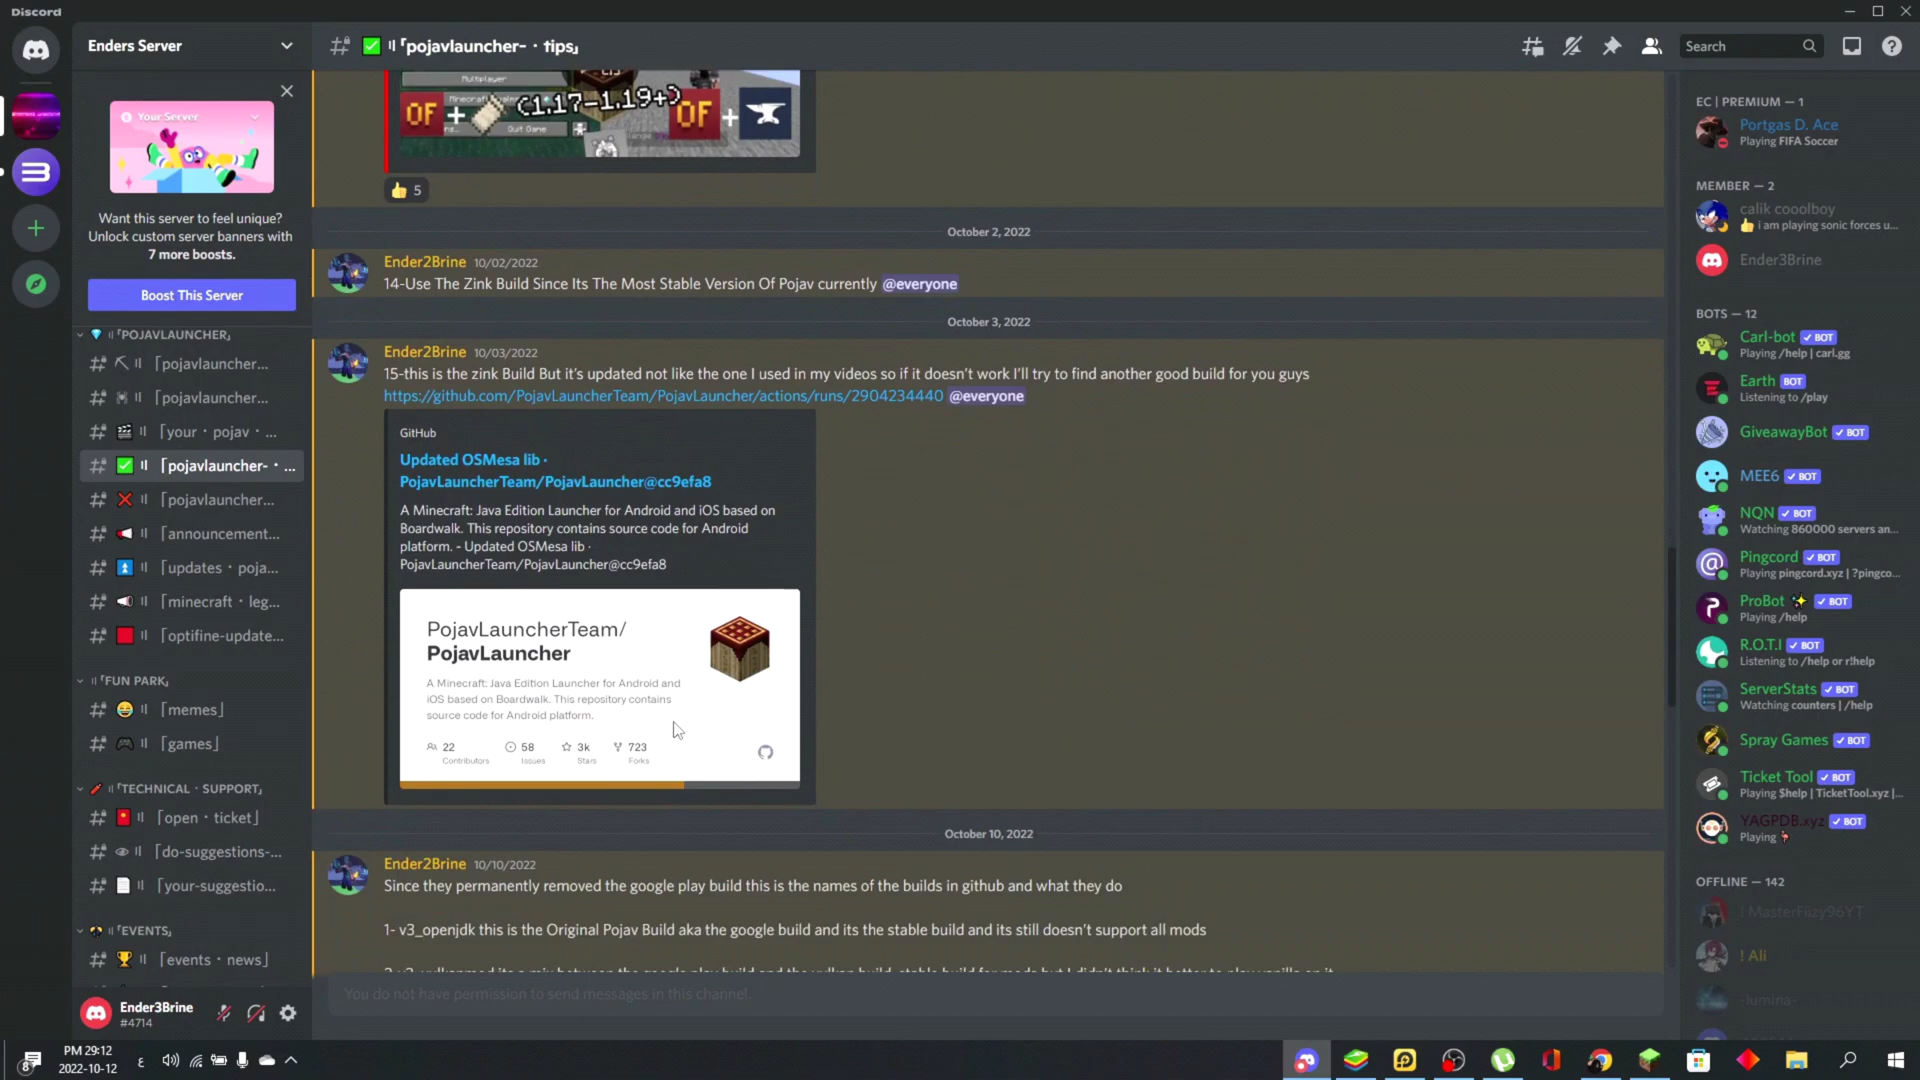 Discord
Enders Server
Your Server
Want this server to feel unique?
Unlock custom server banners with
7 more boosts.
Boost This Server
「POJAVLAUNCHER」
「pojavlauncher...
「pojavlauncher...
「your・pojav・...
「pojavlauncher-・...
「pojavlauncher...
「announcement...
「updates・poja...
「minecraft・leg...
「optifine-update...
「FUN PARK」
「memes」
「games」
「TECHNICAL・SUPPORT」
「open・ticket」
「do-suggestions-...
「your-suggestio...
「EVENTS」
「events・news」
Ender3Brine
#4714
「pojavlauncher-・tips」
Search
Multiplayer
OF + (1.17-1.19+) OF +
Quit Game
5
October 2, 2022
Ender2Brine 10/02/2022
14-Use The Zink Build Since Its The Most Stable Version Of Pojav currently @everyone
October 3, 2022
Ender2Brine 10/03/2022
15-this is the zink Build But it's updated not like the one I used in my videos so if it doesn't work I'll try to find another good build for you guys
https://github.com/PojavLauncherTeam/PojavLauncher/actions/runs/2904234440 @everyone
GitHub
Updated OSMesa lib ·
PojavLauncherTeam/PojavLauncher@cc9efa8
A Minecraft: Java Edition Launcher for Android and iOS based on
Boardwalk. This repository contains source code for Android
platform. - Updated OSMesa lib ·
PojavLauncherTeam/PojavLauncher@cc9efa8
PojavLauncherTeam/
PojavLauncher
A Minecraft: Java Edition Launcher for Android and
iOS based on Boardwalk. This repository contains
source code for Android platform.
22 58 3k 723
Contributors Issues Stars Forks
October 10, 2022
Ender2Brine 10/10/2022
Since they permanently removed the google play build this is the names of the builds in github and what they do
1- v3_openjdk this is the Original Pojav Build aka the google build and its the stable build and its still doesn't support all mods
You do not have permission to send messages in this channel.
EC | PREMIUM — 1
Portgas D. Ace
Playing FIFA Soccer
MEMBER — 2
calik cooolboy
i am playing sonic forces u...
Ender3Brine
BOTS — 12
Carl-bot BOT
Playing /help | carl.gg
Earth BOT
Listening to /play
GiveawayBot BOT
MEE6 BOT
NQN BOT
Watching 860000 servers an...
Pingcord BOT
Playing pingcord.xyz | ?pingco...
ProBot BOT
Playing /help
R.O.T.I BOT
Listening to /help or r!help
ServerStats BOT
Watching counters | /help
Spray Games BOT
Ticket Tool BOT
Playing $help | TicketTool.xyz |...
YAGPDB.xyz BOT
Playing
OFFLINE — 142
! MasterFiizy96YT
! Ali
-lumina-
PM 29:12
2022-10-12
8
ع